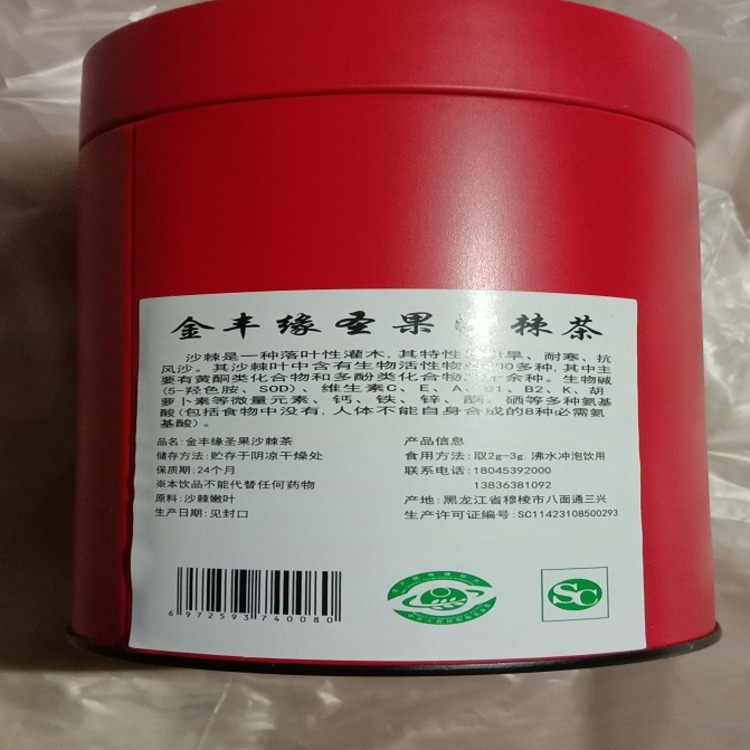 金丰缘圣果 棘茶
沙棘是一种落叶性灌木,其特性 旱、耐寒、抗
风沙。其沙棘叶中含有生物活性物 00多种,其中主
要有黄酮类化合物和多酚类化合物 十余种。生物碱
(5-羟色胺、SOD)、维生素C、E、A、B1、B2、K、胡
萝卜素等微量元素、钙、铁、锌、 硒等多种氨基
酸(包括食物中没有,人体不能自身合成的8种必需氨
基酸)。
品名:金丰缘圣果沙棘茶
储存方法:贮存于阴凉干燥处
保质期:24个月
※本饮品不能代替任何药物
原料:沙棘嫩叶
生产日期:见封口
产品信息
食用方法:取2g-3g.沸水冲泡饮用
联系电话:18045392000
13836381092
产地:黑龙江省穆棱市八面通三兴
生产许可证编号:SC11423108500293
6972593740080
SC